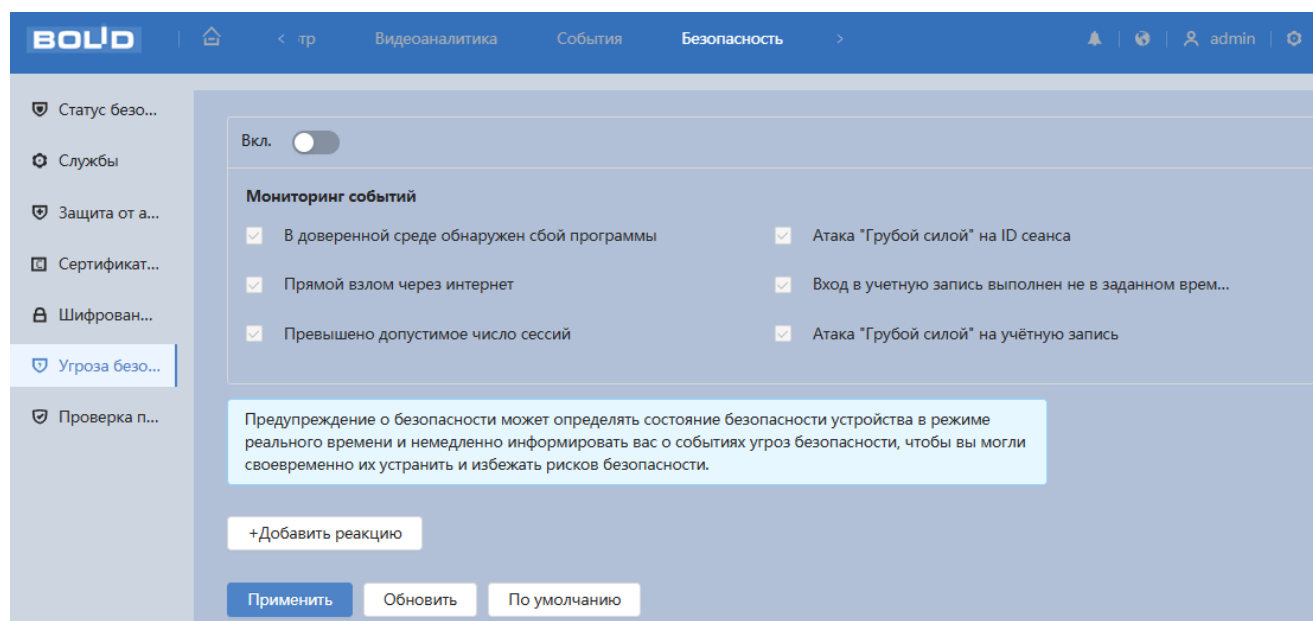 BOLID
тр Видеоаналитика События Безопасность admin
Статус безо...
Службы
Защита от а...
Сертификат...
Шифрован...
Угроза безо...
Проверка п...
Вкл.
Мониторинг событий
В доверенной среде обнаружен сбой программы
Атака "Грубой силой" на ID сеанса
Прямой взлом через интернет
Вход в учетную запись выполнен не в заданном врем...
Превышено допустимое число сессий
Атака "Грубой силой" на учётную запись
Предупреждение о безопасности может определять состояние безопасности устройства в режиме
реального времени и немедленно информировать вас о событиях угроз безопасности, чтобы вы могли
своевременно их устранить и избежать рисков безопасности.
+Добавить реакцию
Применить Обновить По умолчанию